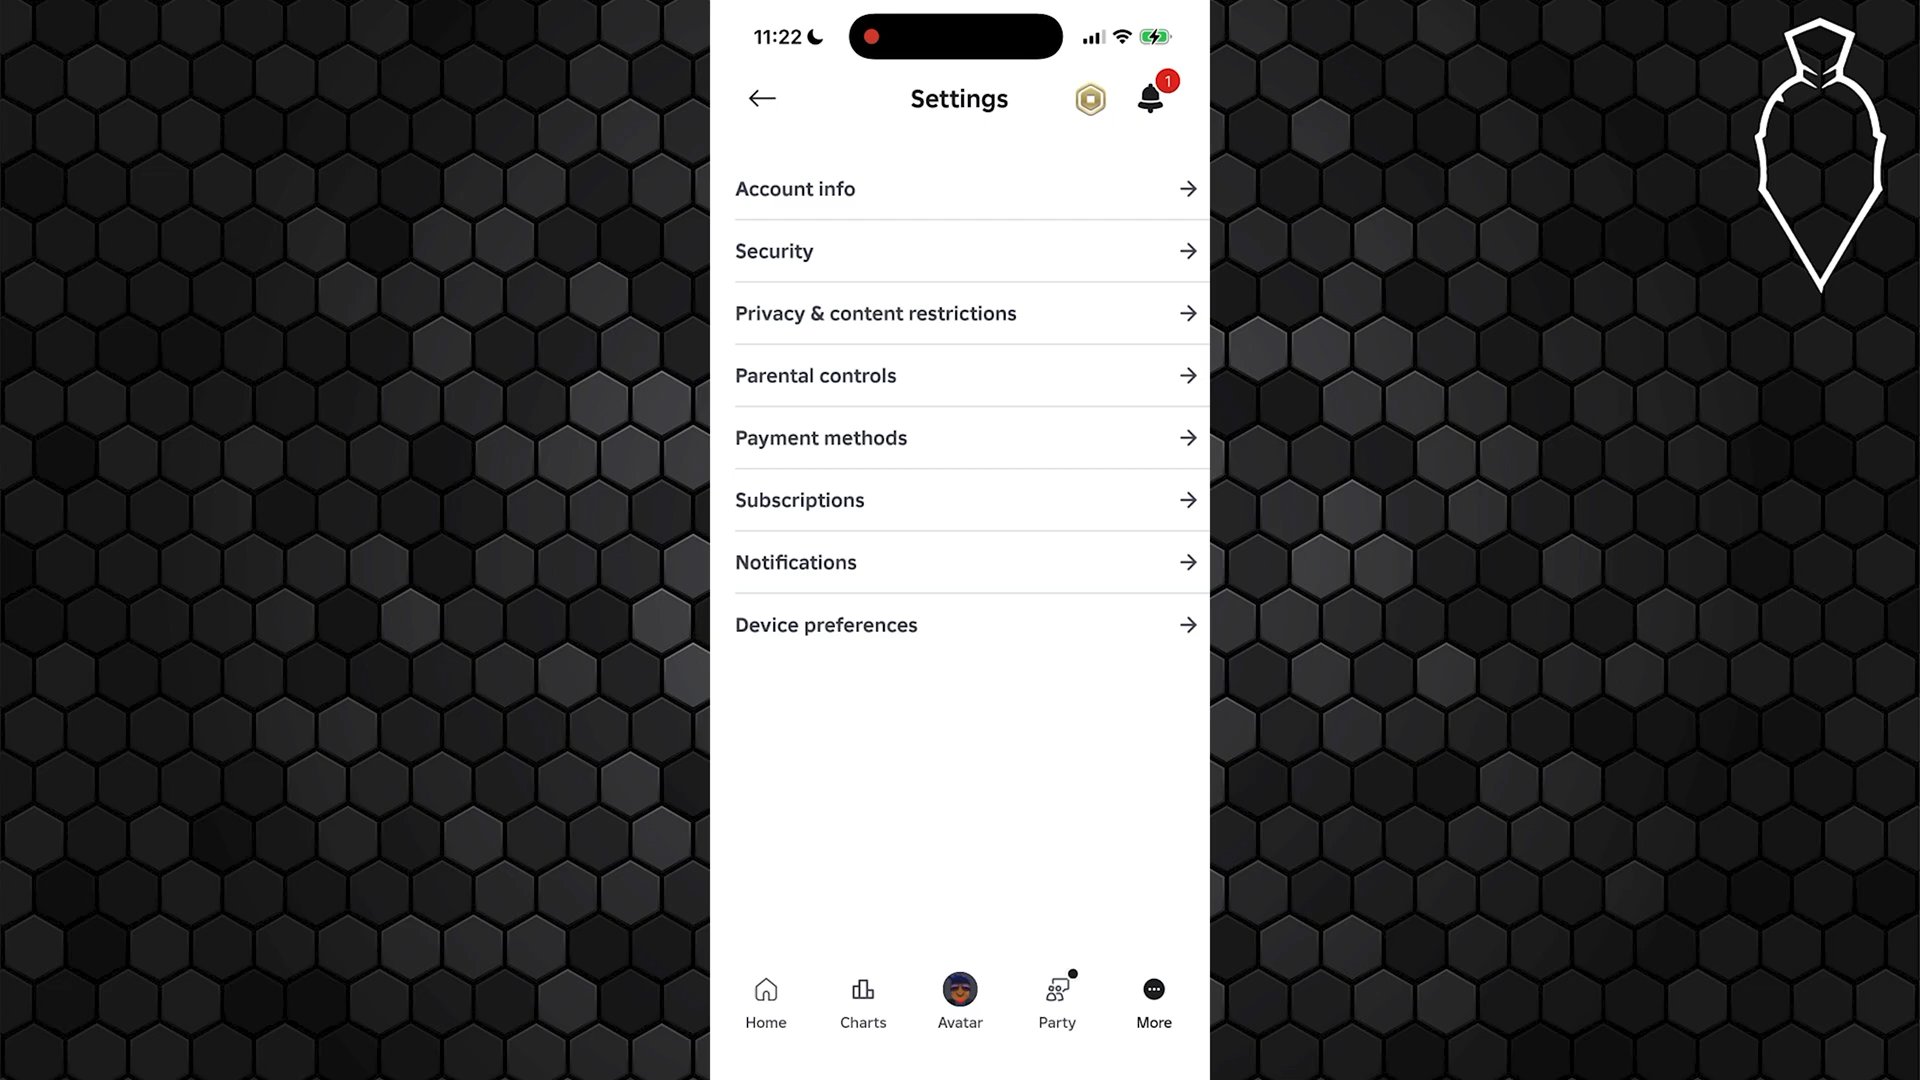 11:22
Settings
1
Account info
Security
Privacy & content restrictions
Parental controls
Payment methods
Subscriptions
Notifications
Device preferences
Home
Charts
Avatar
Party
More